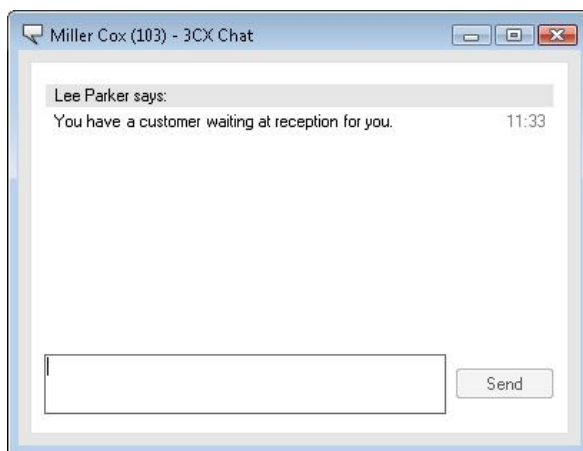 Miller Cox (103) - 3CX Chat
Lee Parker says:
You have a customer waiting at reception for you. 11:33
Send